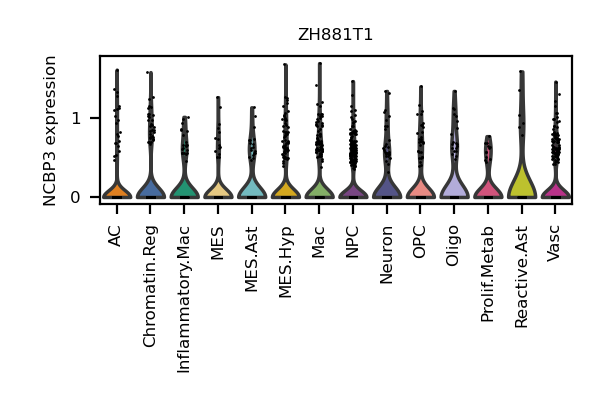 ZH881T1
NCBP3 expression
1
0
AC
Chromatin.Reg
Inflammatory.Mac
MES
MES.Ast
MES.Hyp
Mac
NPC
Neuron
OPC
Oligo
Prolif.Metab
Reactive.Ast
Vasc